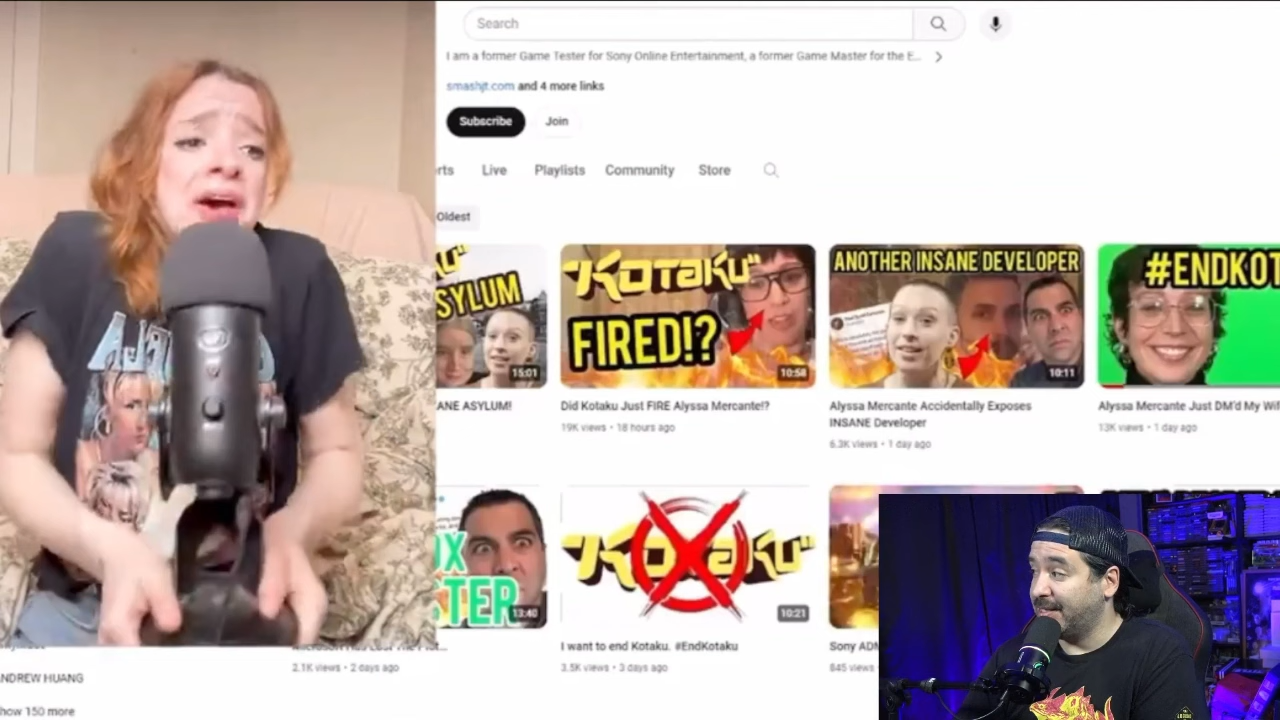 Search
I am a former Game Tester for Sony Online Entertainment, a former Game Master for the E...
smashjt.com and 4 more links
Subscribe
Join
rts
Live
Playlists
Community
Store
Oldest
SYLUM
15:01
"KOTAKU"
FIRED!?
10:58
ANOTHER INSANE DEVELOPER
10:11
#ENDKOT
ANE ASYLUM!
Did Kotaku Just FIRE Alyssa Mercante!?
19K views • 18 hours ago
Alyssa Mercante Accidentally Exposes
INSANE Developer
6.3K views • 1 day ago
Alyssa Mercante Just DM'd My Wif
13K views • 1 day ago
OX
STER
13:40
"KOTAKU"
10:21
I want to end Kotaku. #EndKotaku
3.5K views • 3 days ago
2.1K views • 2 days ago
Sony
845 views
NDREW HUANG
how 150 more